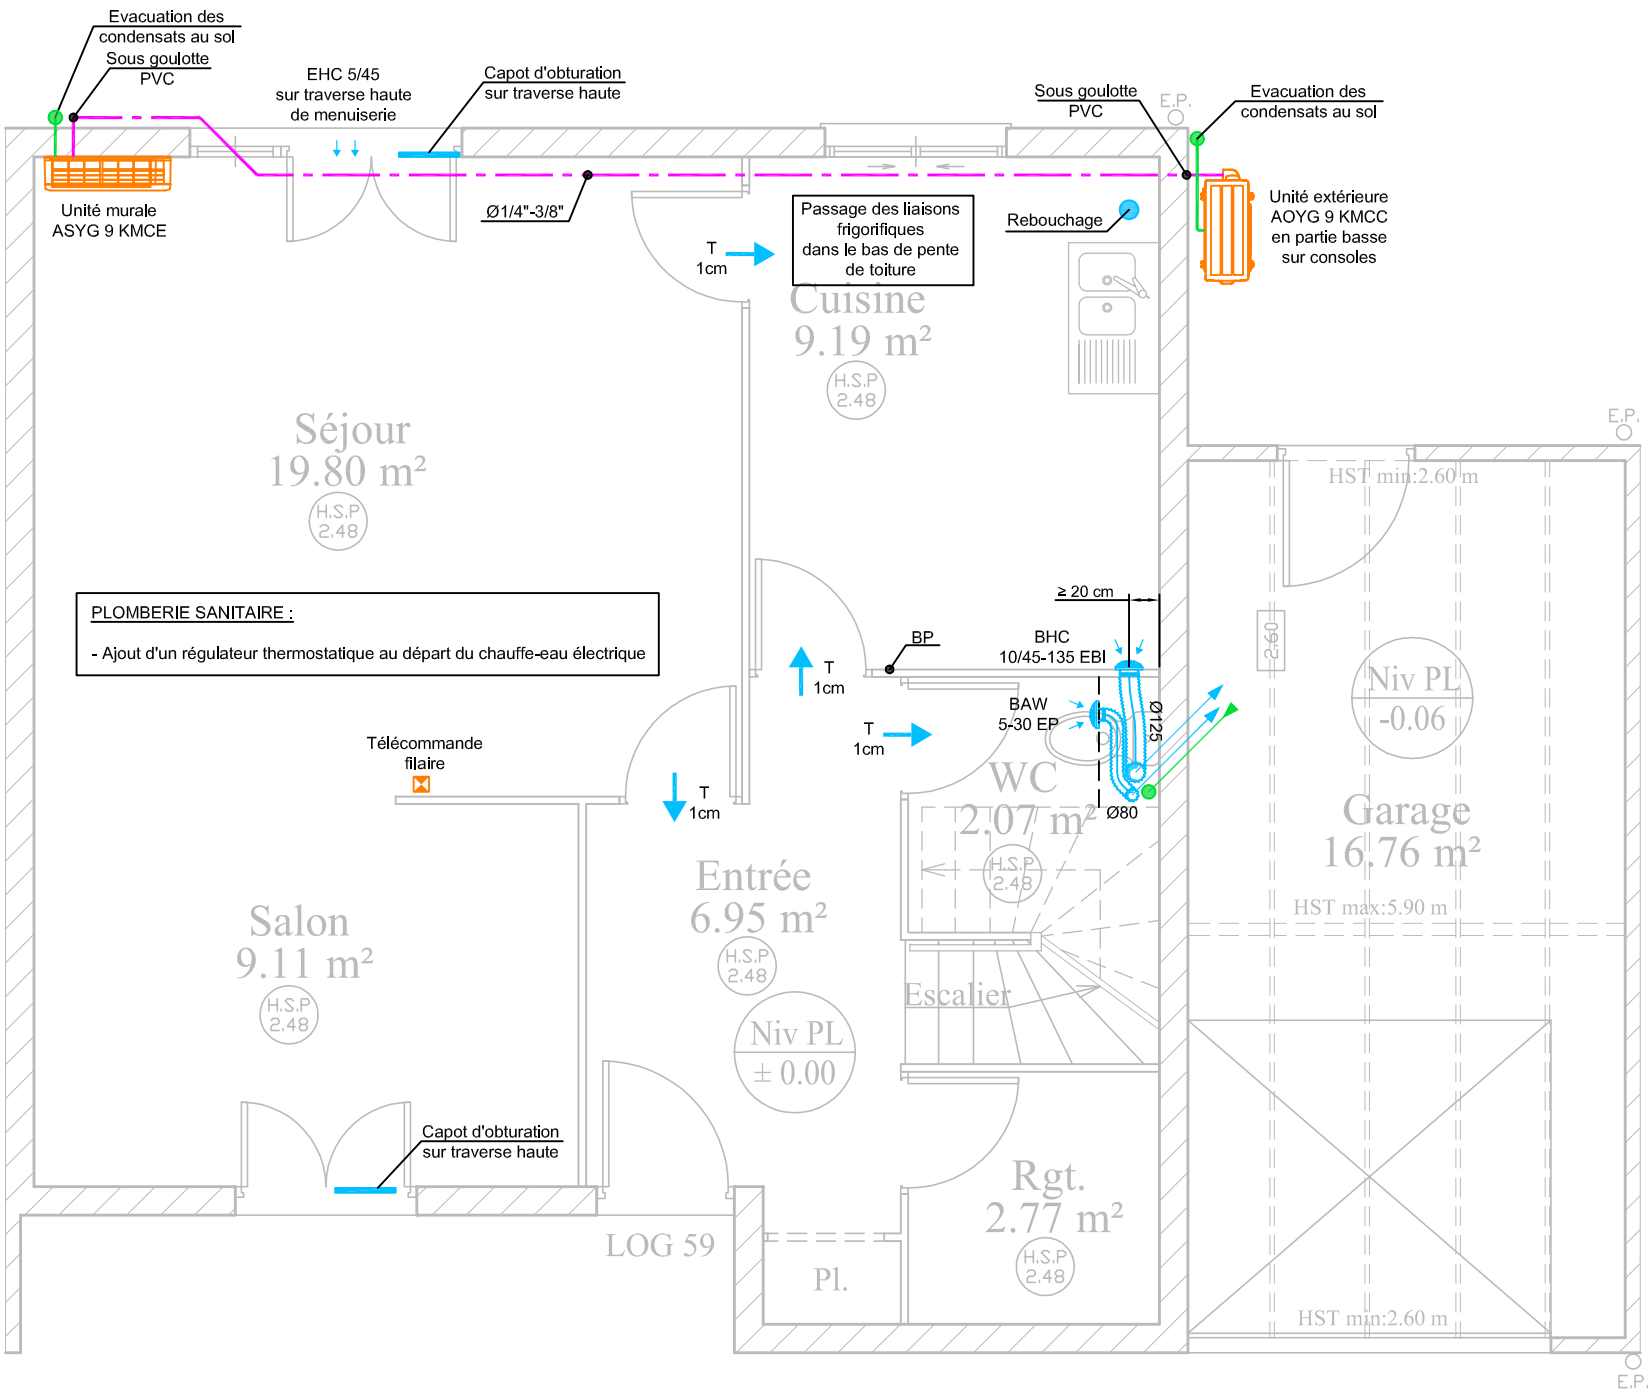 Evacuation des
condensats au sol
Sous goulotte
PVC
EHC 5/45
sur traverse haute
de menuiserie
Capot d'obturation
sur traverse haute
Sous goulotte
PVC
E.P.
Evacuation des
condensats au sol
Unité murale
ASYG 9 KMCE
Ø1/4"-3/8"
T
1cm
Passage des liaisons
frigorifiques
dans le bas de pente
de toiture
Rebouchage
Unité extérieure
AOYG 9 KMCC
en partie basse
sur consoles
Cuisine
9.19 m²
H.S.P
2.48
Séjour
19.80 m²
H.S.P
2.48
E.P.
HST min:2.60 m
PLOMBERIE SANITAIRE :
- Ajout d'un régulateur thermostatique au départ du chauffe-eau électrique
≥ 20 cm
BP
BHC
10/45-135 EBI
T
1cm
BAW
5-30 EP
Ø125
T
1cm
2.60
Niv PL
-0.06
Télécommande
filaire
T
1cm
WC
2.07 m²
Ø80
H.S.P
2.48
Garage
16.76 m²
Entrée
6.95 m²
H.S.P
2.48
HST max:5.90 m
Salon
9.11 m²
H.S.P
2.48
Escalier
Niv PL
± 0.00
Capot d'obturation
sur traverse haute
Rgt.
2.77 m²
H.S.P
2.48
LOG 59
Pl.
HST min:2.60 m
E.P.